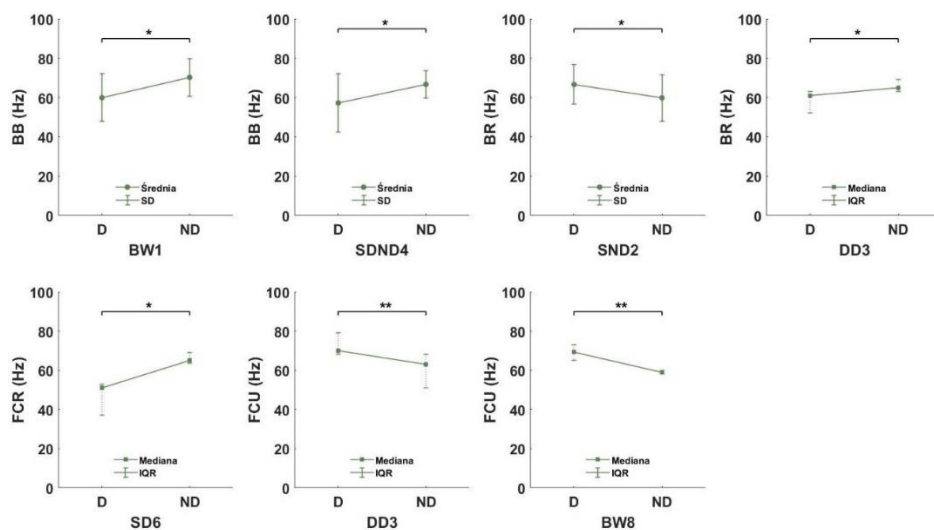 *
100
80
60
40
20
0
BB (Hz)
Średnia
SD
D ND
BW1
*
100
80
60
40
20
0
BB (Hz)
Średnia
SD
D ND
SDND4
*
100
80
60
40
20
0
BR (Hz)
Średnia
SD
D ND
SND2
*
100
80
60
40
20
0
BR (Hz)
Mediana
IQR
D ND
DD3
*
100
80
60
40
20
0
FCR (Hz)
Mediana
IQR
D ND
SD6
**
100
80
60
40
20
0
FCU (Hz)
Mediana
IQR
D ND
DD3
**
100
80
60
40
20
0
FCU (Hz)
Mediana
IQR
D ND
BW8